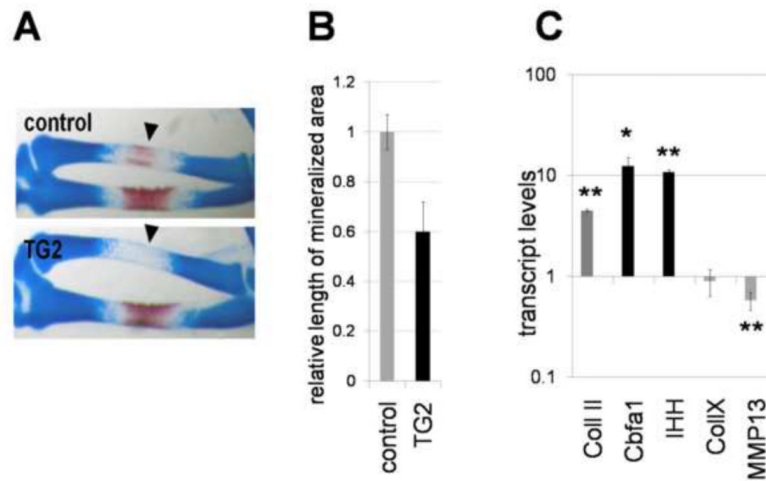 A
control
TG2
B
relative length of mineralized area
1.2
1
0.8
0.6
0.4
0.2
0
control
TG2
C
transcript levels
100
10
1
0.1
**
*
**
**
Coll II
Cbfa1
IHH
CollX
MMP13